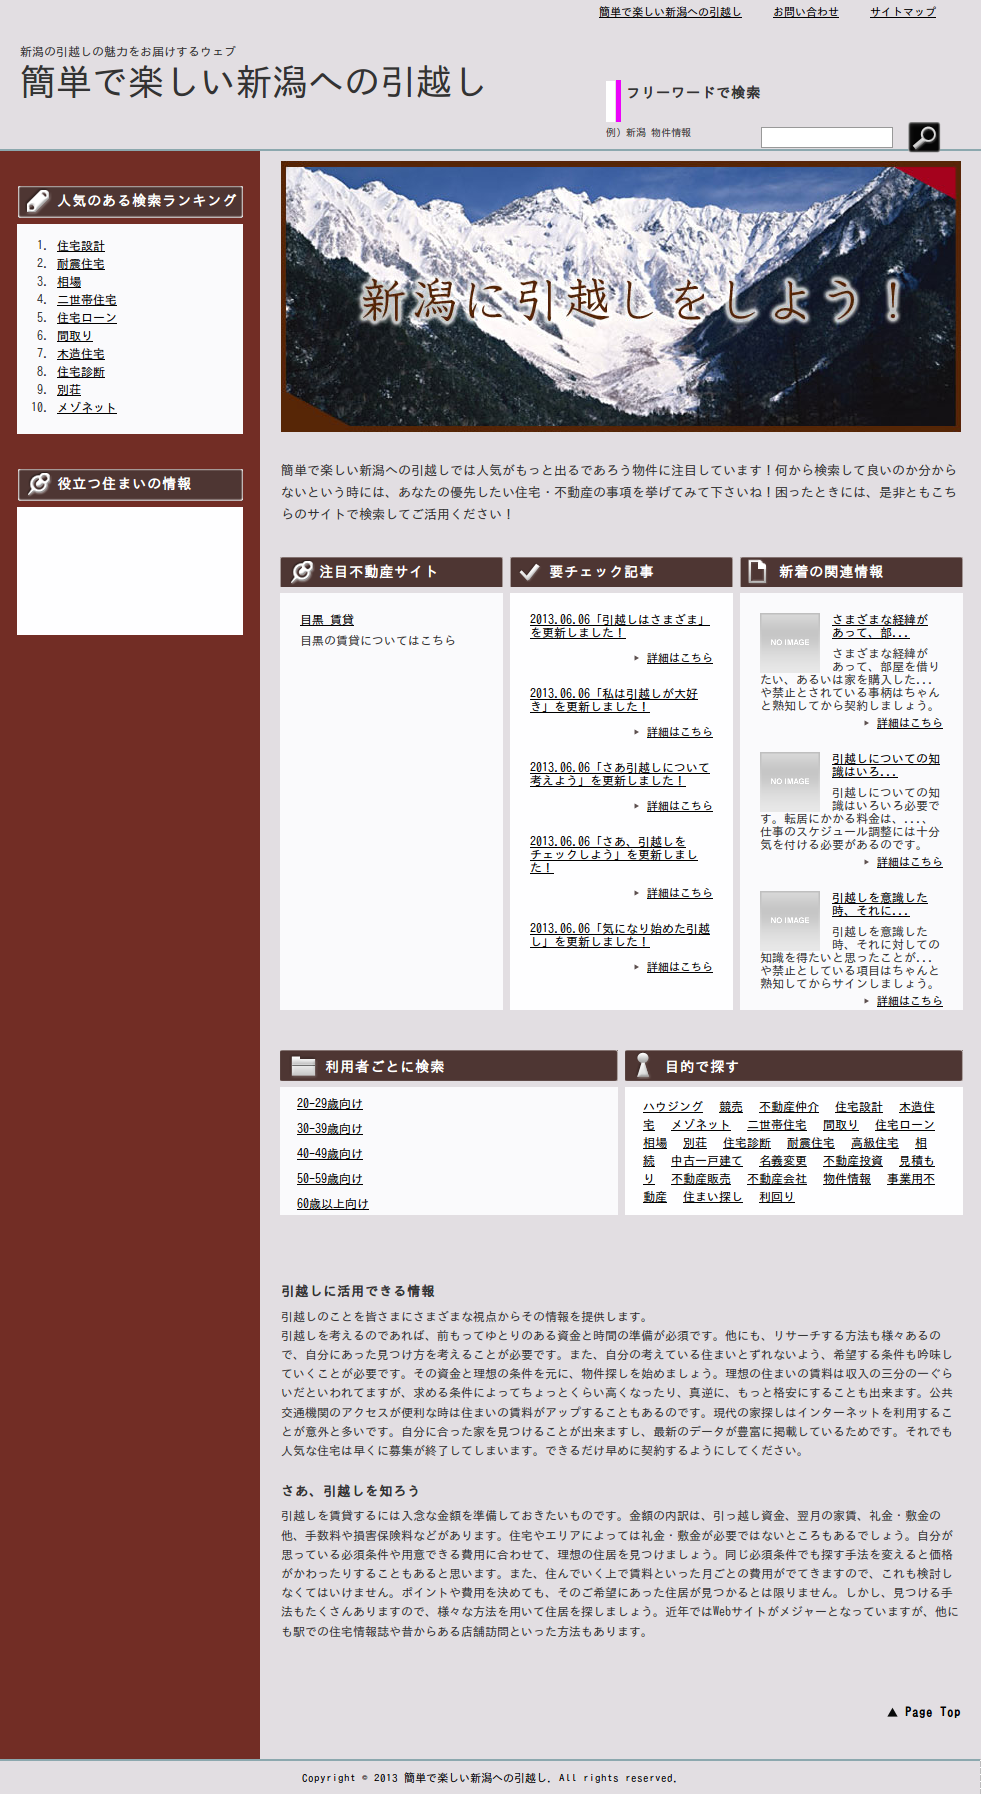 簡単で楽しい新潟への引越し お問い合わせ サイトマップ
新潟の引越しの魅力をお届けするウェブ
簡単で楽しい新潟への引越し
フリーワードで検索
例）新潟 物件情報
人気のある検索ランキング
1. 住宅設計
2. 耐震住宅
3. 相場
4. 二世帯住宅
5. 住宅ローン
6. 間取り
7. 木造住宅
8. 住宅診断
9. 別荘
10. メゾネット
役立つ住まいの情報
新潟に引越しをしよう！
簡単で楽しい新潟への引越しでは人気がもっと出るであろう物件に注目しています！何から検索して良いのか分から
ないという時には、あなたの優先したい住宅・不動産の事項を挙げてみて下さいね！困ったときには、是非ともこち
らのサイトで検索してご活用ください！
注目不動産サイト
目黒 賃貸
目黒の賃貸についてはこちら
要チェック記事
2013.06.06「引越しはさまざま」
を更新しました！
詳細はこちら
2013.06.06「私は引越しが大好
き」を更新しました！
詳細はこちら
2013.06.06「さあ引越しについて
考えよう」を更新しました！
詳細はこちら
2013.06.06「さあ、引越しを
チェックしよう」を更新しまし
た！
詳細はこちら
2013.06.06「気になり始めた引越
し」を更新しました！
詳細はこちら
新着の関連情報
NO IMAGE
さまざまな経緯が
あって、部...
さまざまな経緯が
あって、部屋を借り
たい、あるいは家を購入した...
や禁止とされている事柄はちゃん
と熟知してから契約しましょう。
詳細はこちら
NO IMAGE
引越しについての知
識はいろ...
引越しについての知
識はいろいろ必要で
す。転居にかかる料金は、...、
仕事のスケジュール調整には十分
気を付ける必要があるのです。
詳細はこちら
NO IMAGE
引越しを意識した
時、それに...
引越しを意識した
時、それに対しての
知識を得たいと思ったことが...
や禁止としている項目はちゃんと
熟知してからサインしましょう。
詳細はこちら
利用者ごとに検索
20-29歳向け
30-39歳向け
40-49歳向け
50-59歳向け
60歳以上向け
目的で探す
ハウジング 競売 不動産仲介 住宅設計 木造住
宅 メゾネット 二世帯住宅 間取り 住宅ローン
相場 別荘 住宅診断 耐震住宅 高級住宅 相
続 中古一戸建て 名義変更 不動産投資 見積も
り 不動産販売 不動産会社 物件情報 事業用不
動産 住まい探し 利回り
引越しに活用できる情報
引越しのことを皆さまにさまざまな視点からその情報を提供します。
引越しを考えるのであれば、前もってゆとりのある資金と時間の準備が必須です。他にも、リサーチする方法も様々あるの
で、自分にあった見つけ方を考えることが必要です。また、自分の考えている住まいとずれないよう、希望する条件も吟味し
ていくことが必要です。その資金と理想の条件を元に、物件探しを始めましょう。理想の住まいの賃料は収入の三分の一ぐら
いだといわれてますが、求める条件によってちょっとくらい高くなったり、真逆に、もっと格安にすることも出来ます。公共
交通機関のアクセスが便利な時は住まいの賃料がアップすることもあるのです。現代の家探しはインターネットを利用するこ
とが意外と多いです。自分に合った家を見つけることが出来ますし、最新のデータが豊富に掲載しているためです。それでも
人気な住宅は早くに募集が終了してしまいます。できるだけ早めに契約するようにしてください。
さあ、引越しを知ろう
引越しを賃貸するには入念な金額を準備しておきたいものです。金額の内訳は、引っ越し資金、翌月の家賃、礼金・敷金の
他、手数料や損害保険料などがあります。住宅やエリアによっては礼金・敷金が必要ではないところもあるでしょう。自分が
思っている必須条件や用意できる費用に合わせて、理想の住居を見つけましょう。同じ必須条件でも探す手法を変えると価格
がかわったりすることもあると思います。また、住んでいく上で賃料といった月ごとの費用がでてきますので、これも検討し
なくてはいけません。ポイントや費用を決めても、そのご希望にあった住居が見つかるとは限りません。しかし、見つける手
法もたくさんありますので、様々な方法を用いて住居を探しましょう。近年ではWebサイトがメジャーとなっていますが、他に
も駅での住宅情報誌や昔からある店舗訪問といった方法もあります。
▲ Page Top
Copyright © 2013 簡単で楽しい新潟への引越し. All rights reserved.